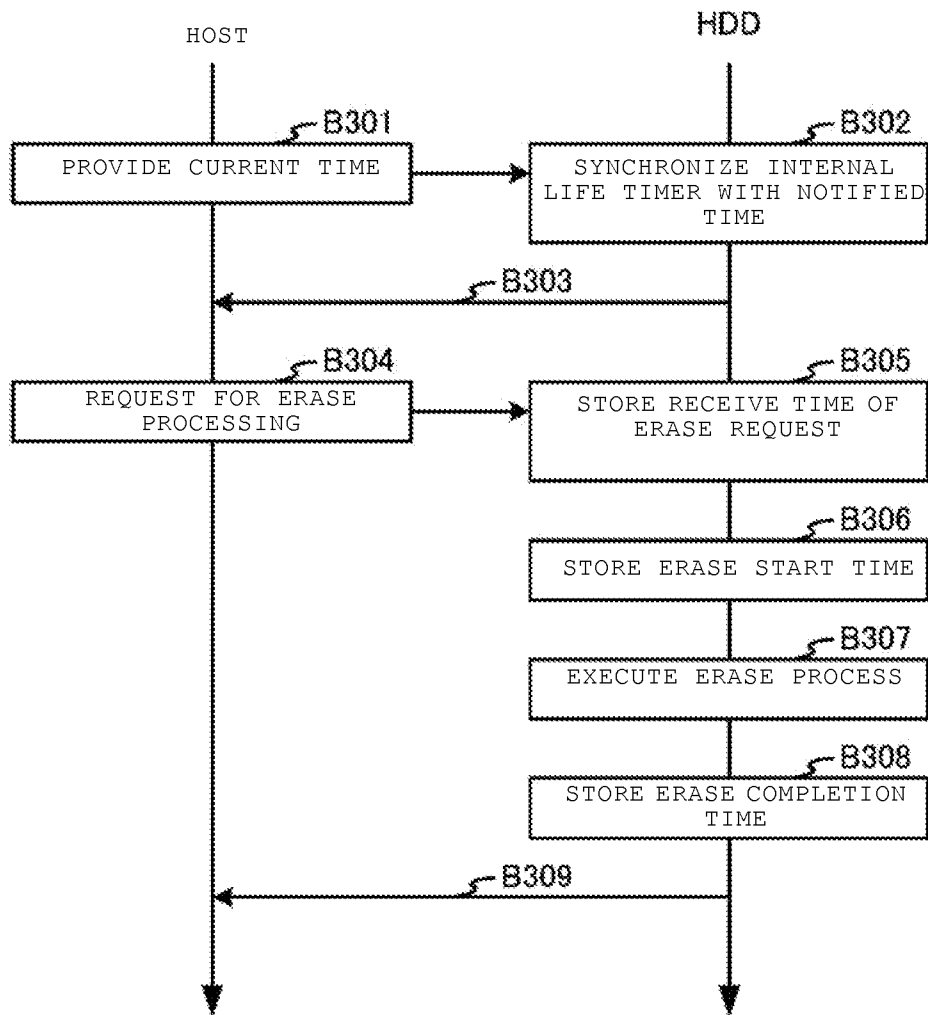 HOST
HDD
B301
B302
PROVIDE CURRENT TIME
SYNCHRONIZE INTERNAL
LIFE TIMER WITH NOTIFIED
TIME
B303
B304
B305
REQUEST FOR ERASE
PROCESSING
STORE RECEIVE TIME OF
ERASE REQUEST
B306
STORE ERASE START TIME
B307
EXECUTE ERASE PROCESS
B308
STORE ERASE COMPLETION
TIME
B309